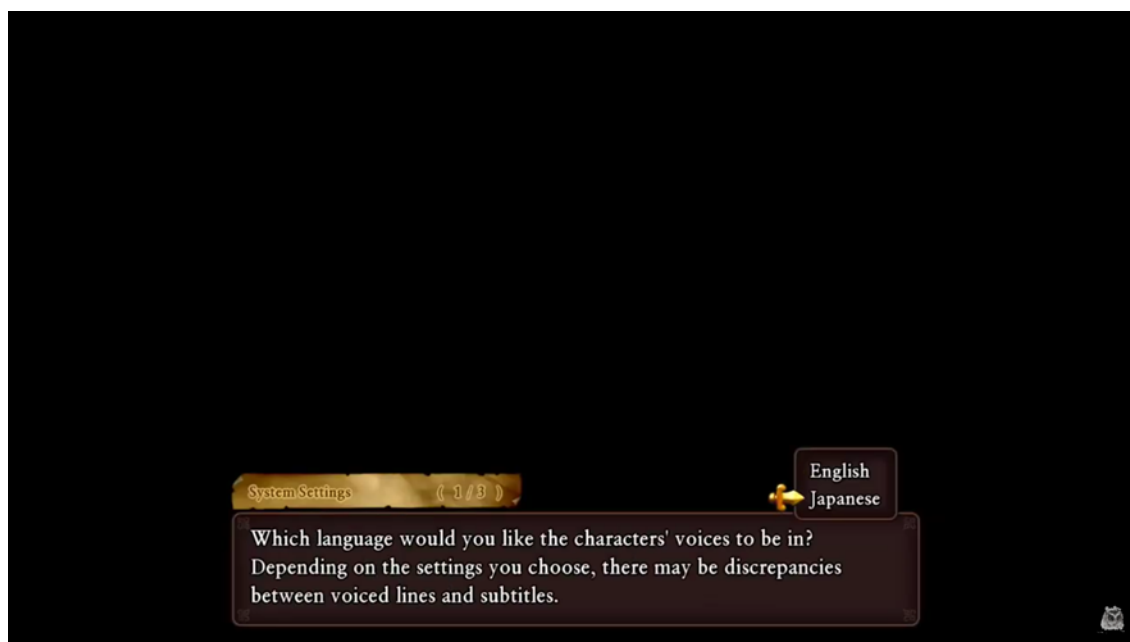 English
Japanese
System Settings ( 1 / 3 )
Which language would you like the characters' voices to be in?
Depending on the settings you choose, there may be discrepancies
between voiced lines and subtitles.